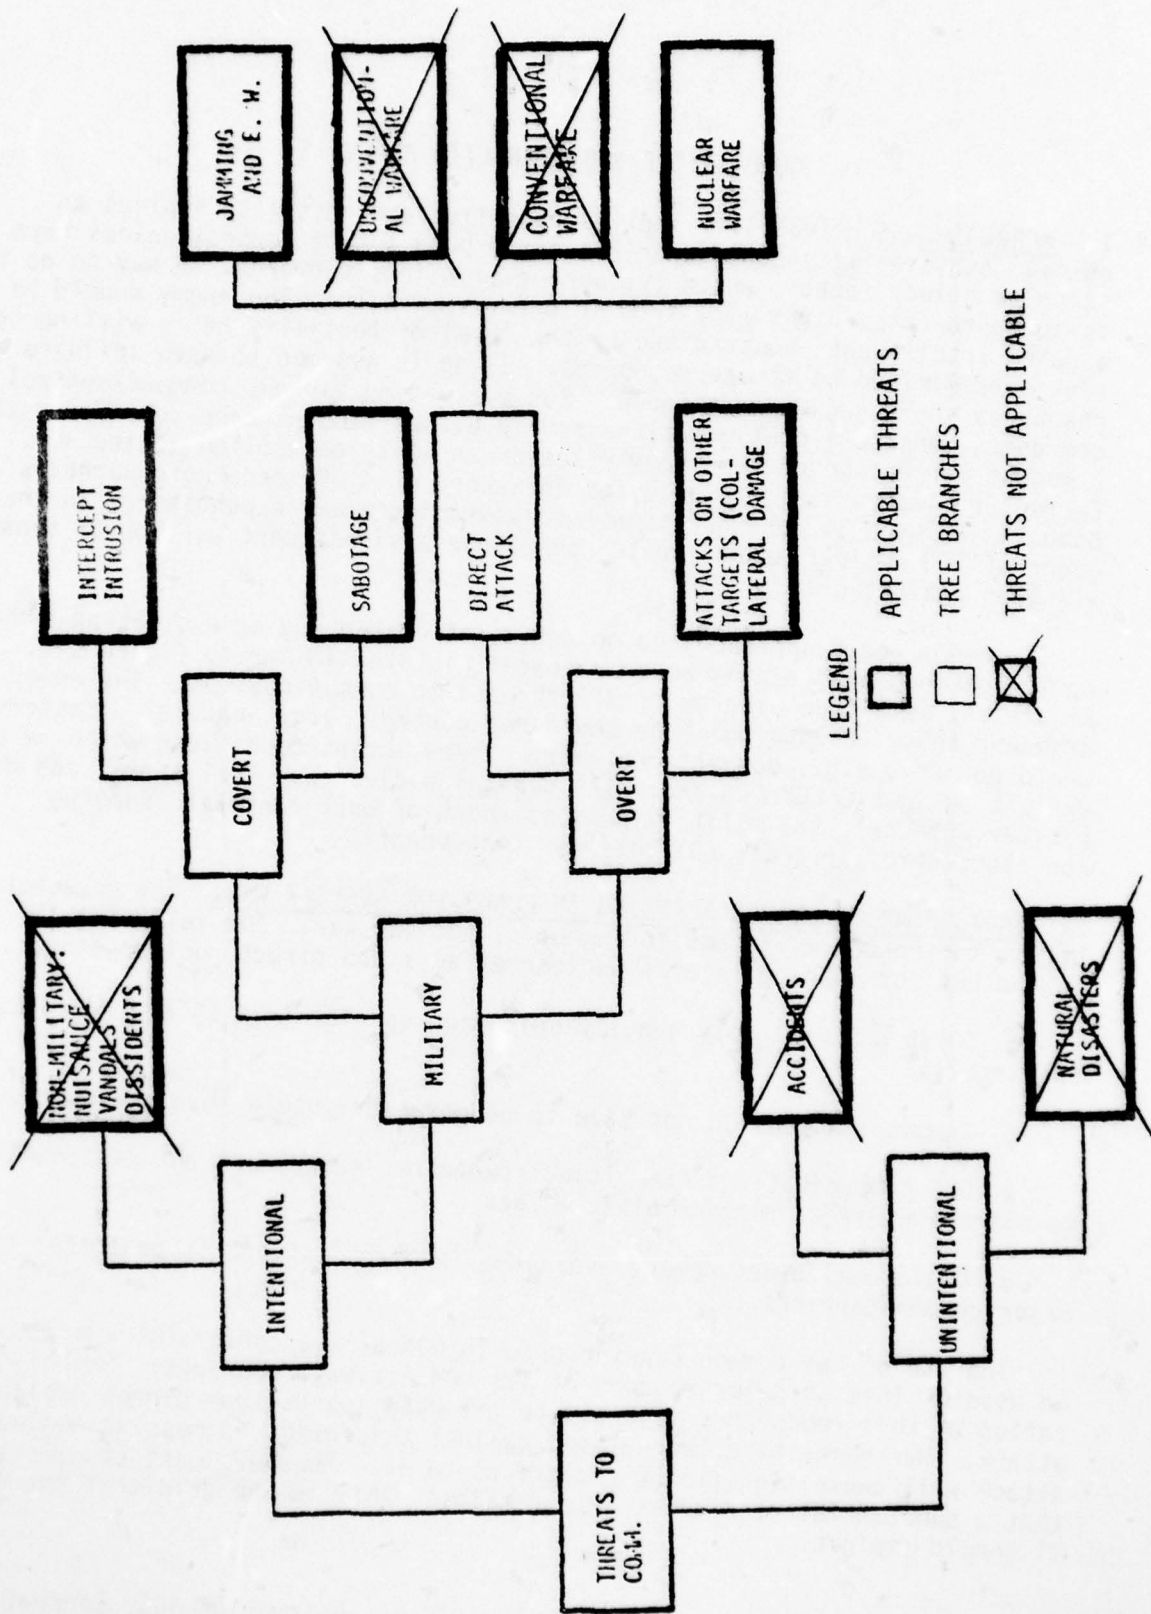 THREATS TO
COMM.
INTENTIONAL
UNINTENTIONAL
NON-MILITARY:
NUISANCE
VANDALS
DISSIDENTS
MILITARY
ACCIDENTS
NATURAL
DISASTERS
COVERT
OVERT
INTERCEPT
INTRUSION
SABOTAGE
DIRECT
ATTACK
ATTACKS ON OTHER
TARGETS (COL-
LATERAL DAMAGE
JAMMING
AND E. W.
UNCONVENTION-
AL WARFARE
CONVENTIONAL
WARFARE
NUCLEAR
WARFARE
LEGEND
APPLICABLE THREATS
TREE BRANCHES
THREATS NOT APPLICABLE